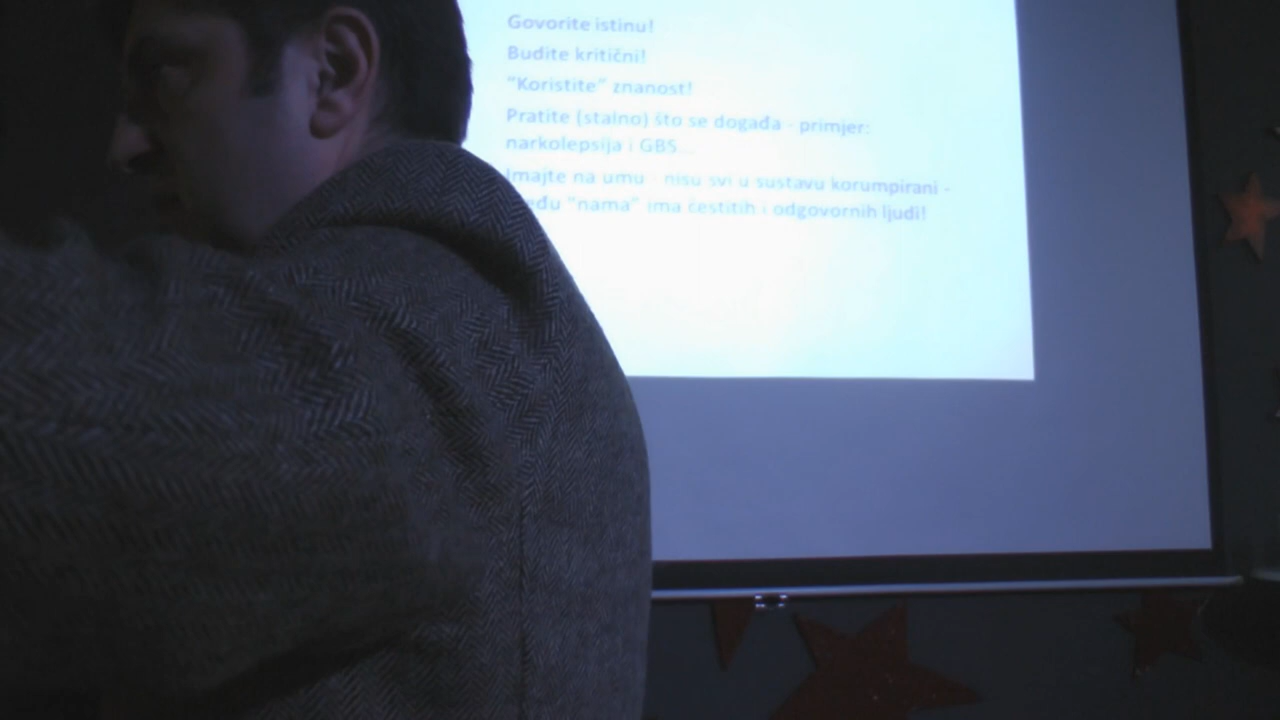 Govorite istinu!
Budite kritični!
"Koristite" znanost!
Pratite (stalno) što se događa - primjer:
narkolepsija i GBS...
Imajte na umu - nisu svi u sustavu korumpirani -
među "nama" ima čestitih i odgovornih ljudi!